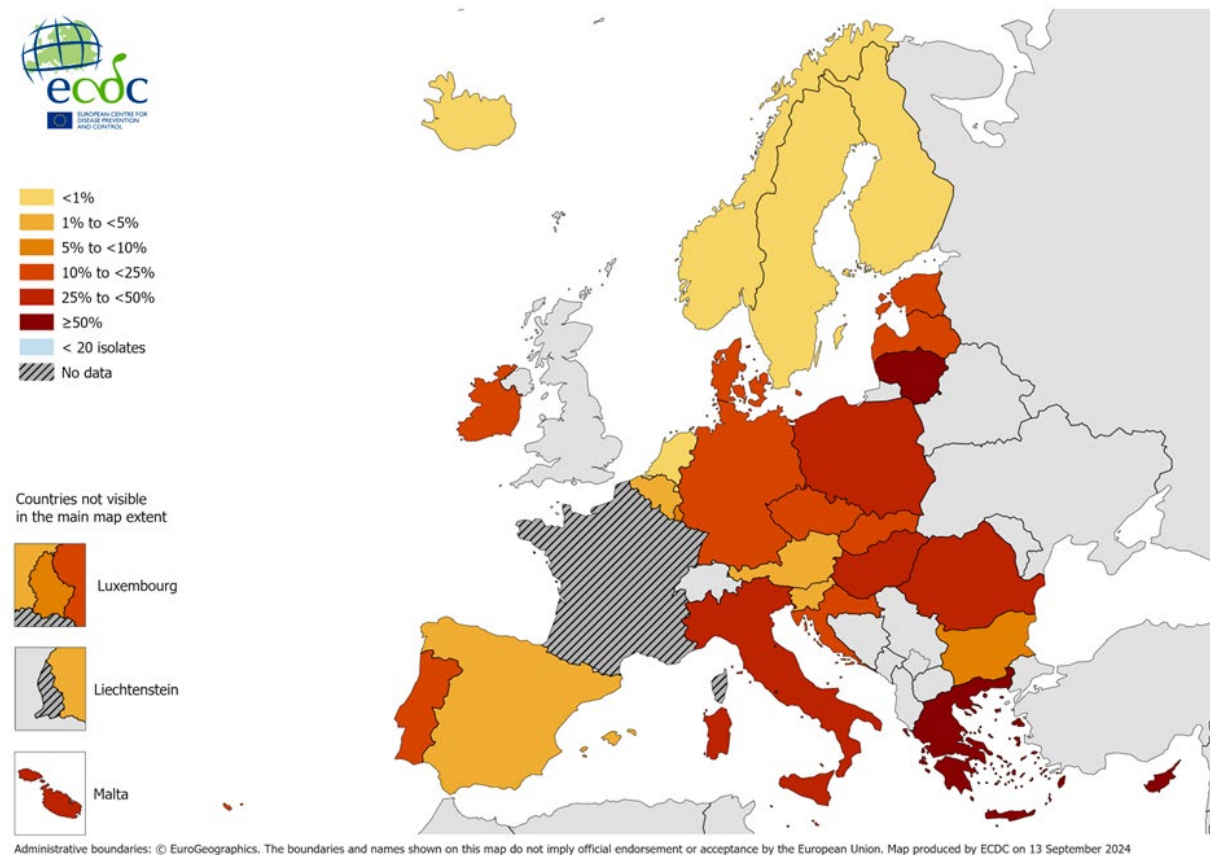 ecdc
EUROPEAN CENTRE FOR
DISEASE PREVENTION
AND CONTROL
<1%
1% to <5%
5% to <10%
10% to <25%
25% to <50%
≥50%
< 20 isolates
No data
Countries not visible
in the main map extent
Luxembourg
Liechtenstein
Malta
Administrative boundaries: © EuroGeographics. The boundaries and names shown on this map do not imply official endorsement or acceptance by the European Union. Map produced by ECDC on 13 September 2024